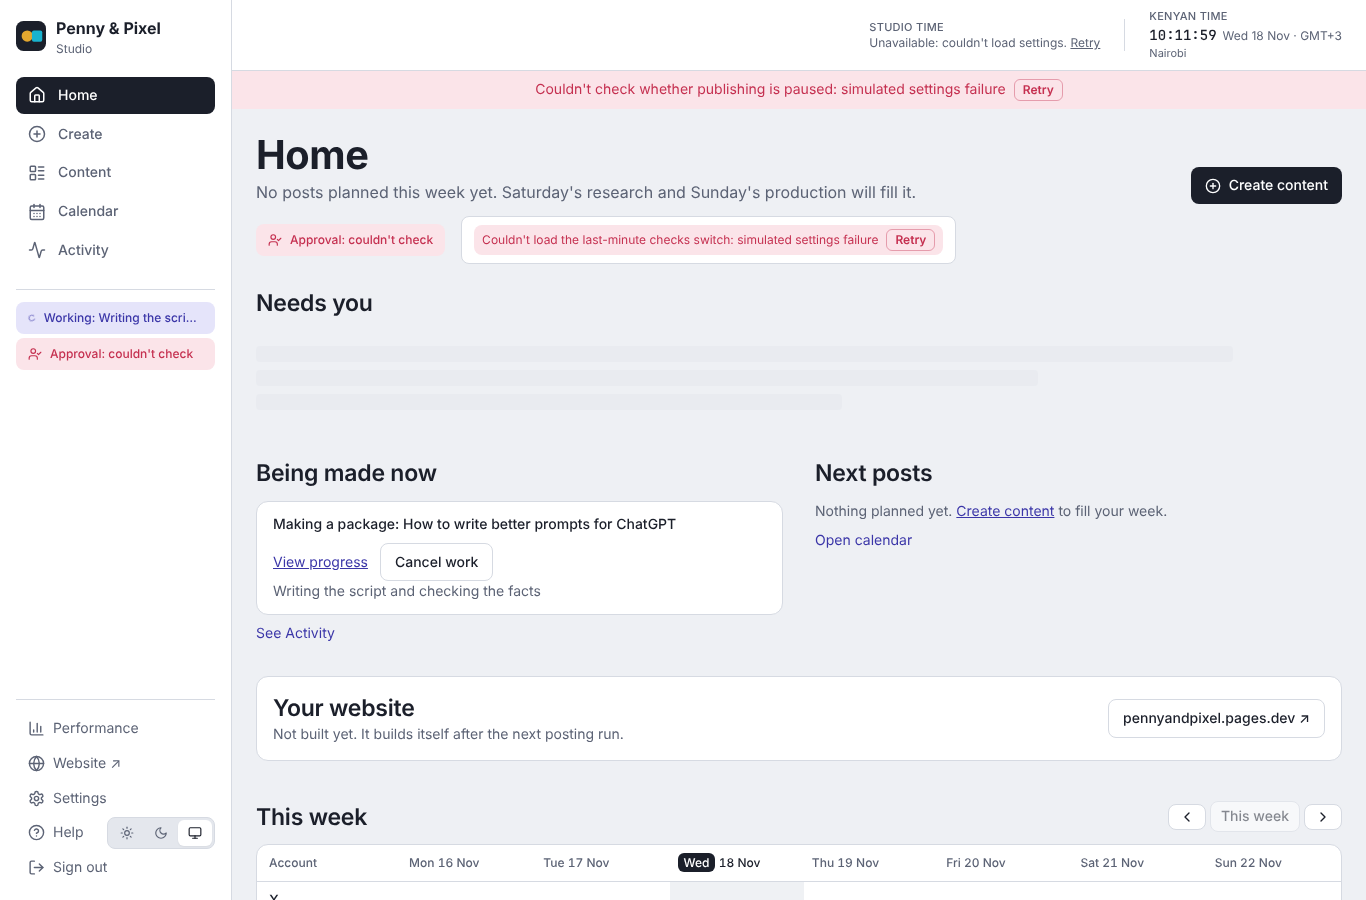 Penny & Pixel
Studio
Home
Create
Content
Calendar
Activity
Working: Writing the scri...
Approval: couldn't check
Performance
Website ↗
Settings
Help
Sign out
STUDIO TIME
Unavailable: couldn't load settings. Retry
KENYAN TIME
10:11:59 Wed 18 Nov · GMT+3
Nairobi
Couldn't check whether publishing is paused: simulated settings failure Retry
Home
No posts planned this week yet. Saturday's research and Sunday's production will fill it.
Create content
Approval: couldn't check
Couldn't load the last-minute checks switch: simulated settings failure Retry
Needs you
Being made now
Making a package: How to write better prompts for ChatGPT
View progress Cancel work
Writing the script and checking the facts
See Activity
Next posts
Nothing planned yet. Create content to fill your week.
Open calendar
Your website
Not built yet. It builds itself after the next posting run.
pennyandpixel.pages.dev ↗
This week
This week
Account Mon 16 Nov Tue 17 Nov Wed 18 Nov Thu 19 Nov Fri 20 Nov Sat 21 Nov Sun 22 Nov
X